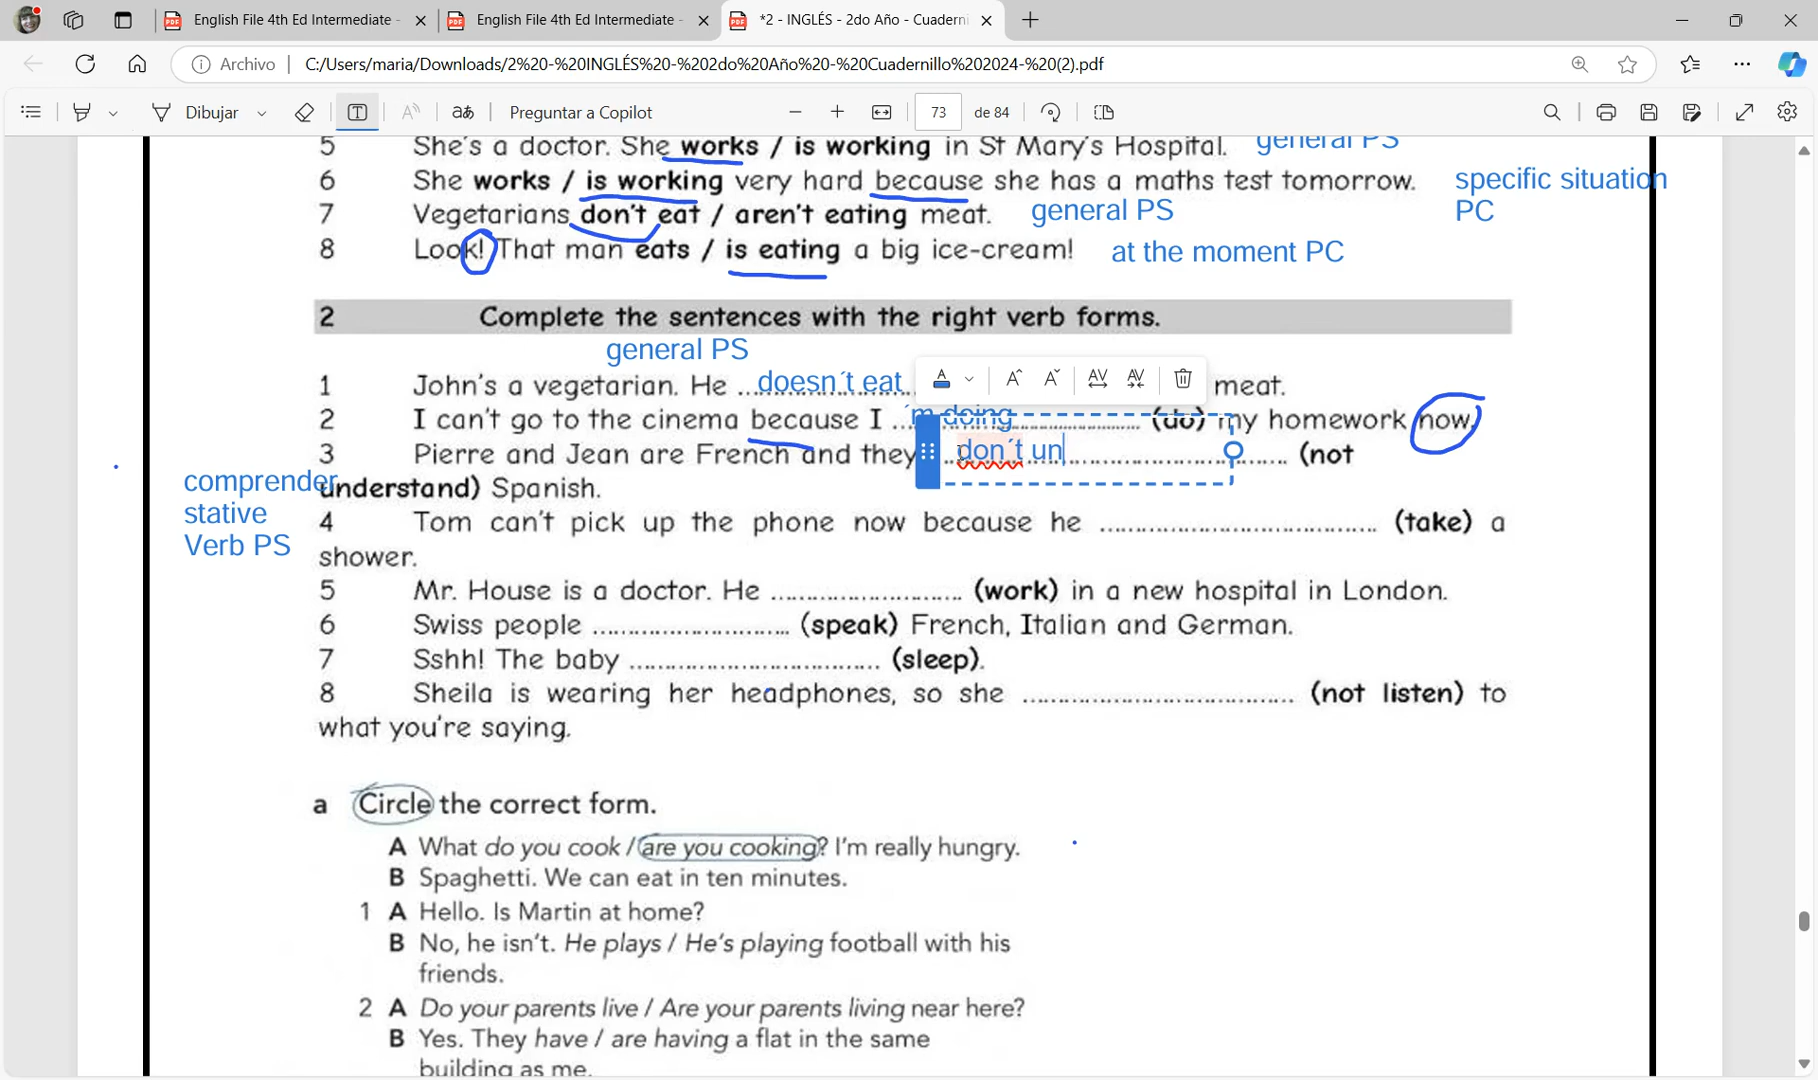 English File 4th Ed Intermediate -
English File 4th Ed Intermediate -
*2 - INGLÉS - 2do Año - Cuaderni
Archivo
C:/Users/maria/Downloads/2%20-%20INGLÉS%20-%202do%20Año%20-%20Cuadernillo%202024-%20(2).pdf
Dibujar
aあ
Preguntar a Copilot
73 de 84
5 She's a doctor. She works / is working in St Mary's Hospital. general PS
6 She works / is working very hard because she has a maths test tomorrow. specific situation PC
7 Vegetarians don't eat / aren't eating meat. general PS
8 Look! That man eats / is eating a big ice-cream! at the moment PC
2 Complete the sentences with the right verb forms.
general PS
1 John's a vegetarian. He ... doesn´t eat meat.
2 I can't go to the cinema because I ... ´m doing ........................ (do) my homework now.
3 Pierre and Jean are French and they ... don´t un ........................ (not
understand) Spanish.
comprender
stative
Verb PS
4 Tom can't pick up the phone now because he ........................ (take) a
shower.
5 Mr. House is a doctor. He ........................ (work) in a new hospital in London.
6 Swiss people ........................ (speak) French, Italian and German.
7 Sshh! The baby ........................ (sleep).
8 Sheila is wearing her headphones, so she ........................ (not listen) to
what you're saying.
a Circle the correct form.
A What do you cook / are you cooking? I'm really hungry.
B Spaghetti. We can eat in ten minutes.
1 A Hello. Is Martin at home?
B No, he isn't. He plays / He's playing football with his
friends.
2 A Do your parents live / Are your parents living near here?
B Yes. They have / are having a flat in the same
building as me.